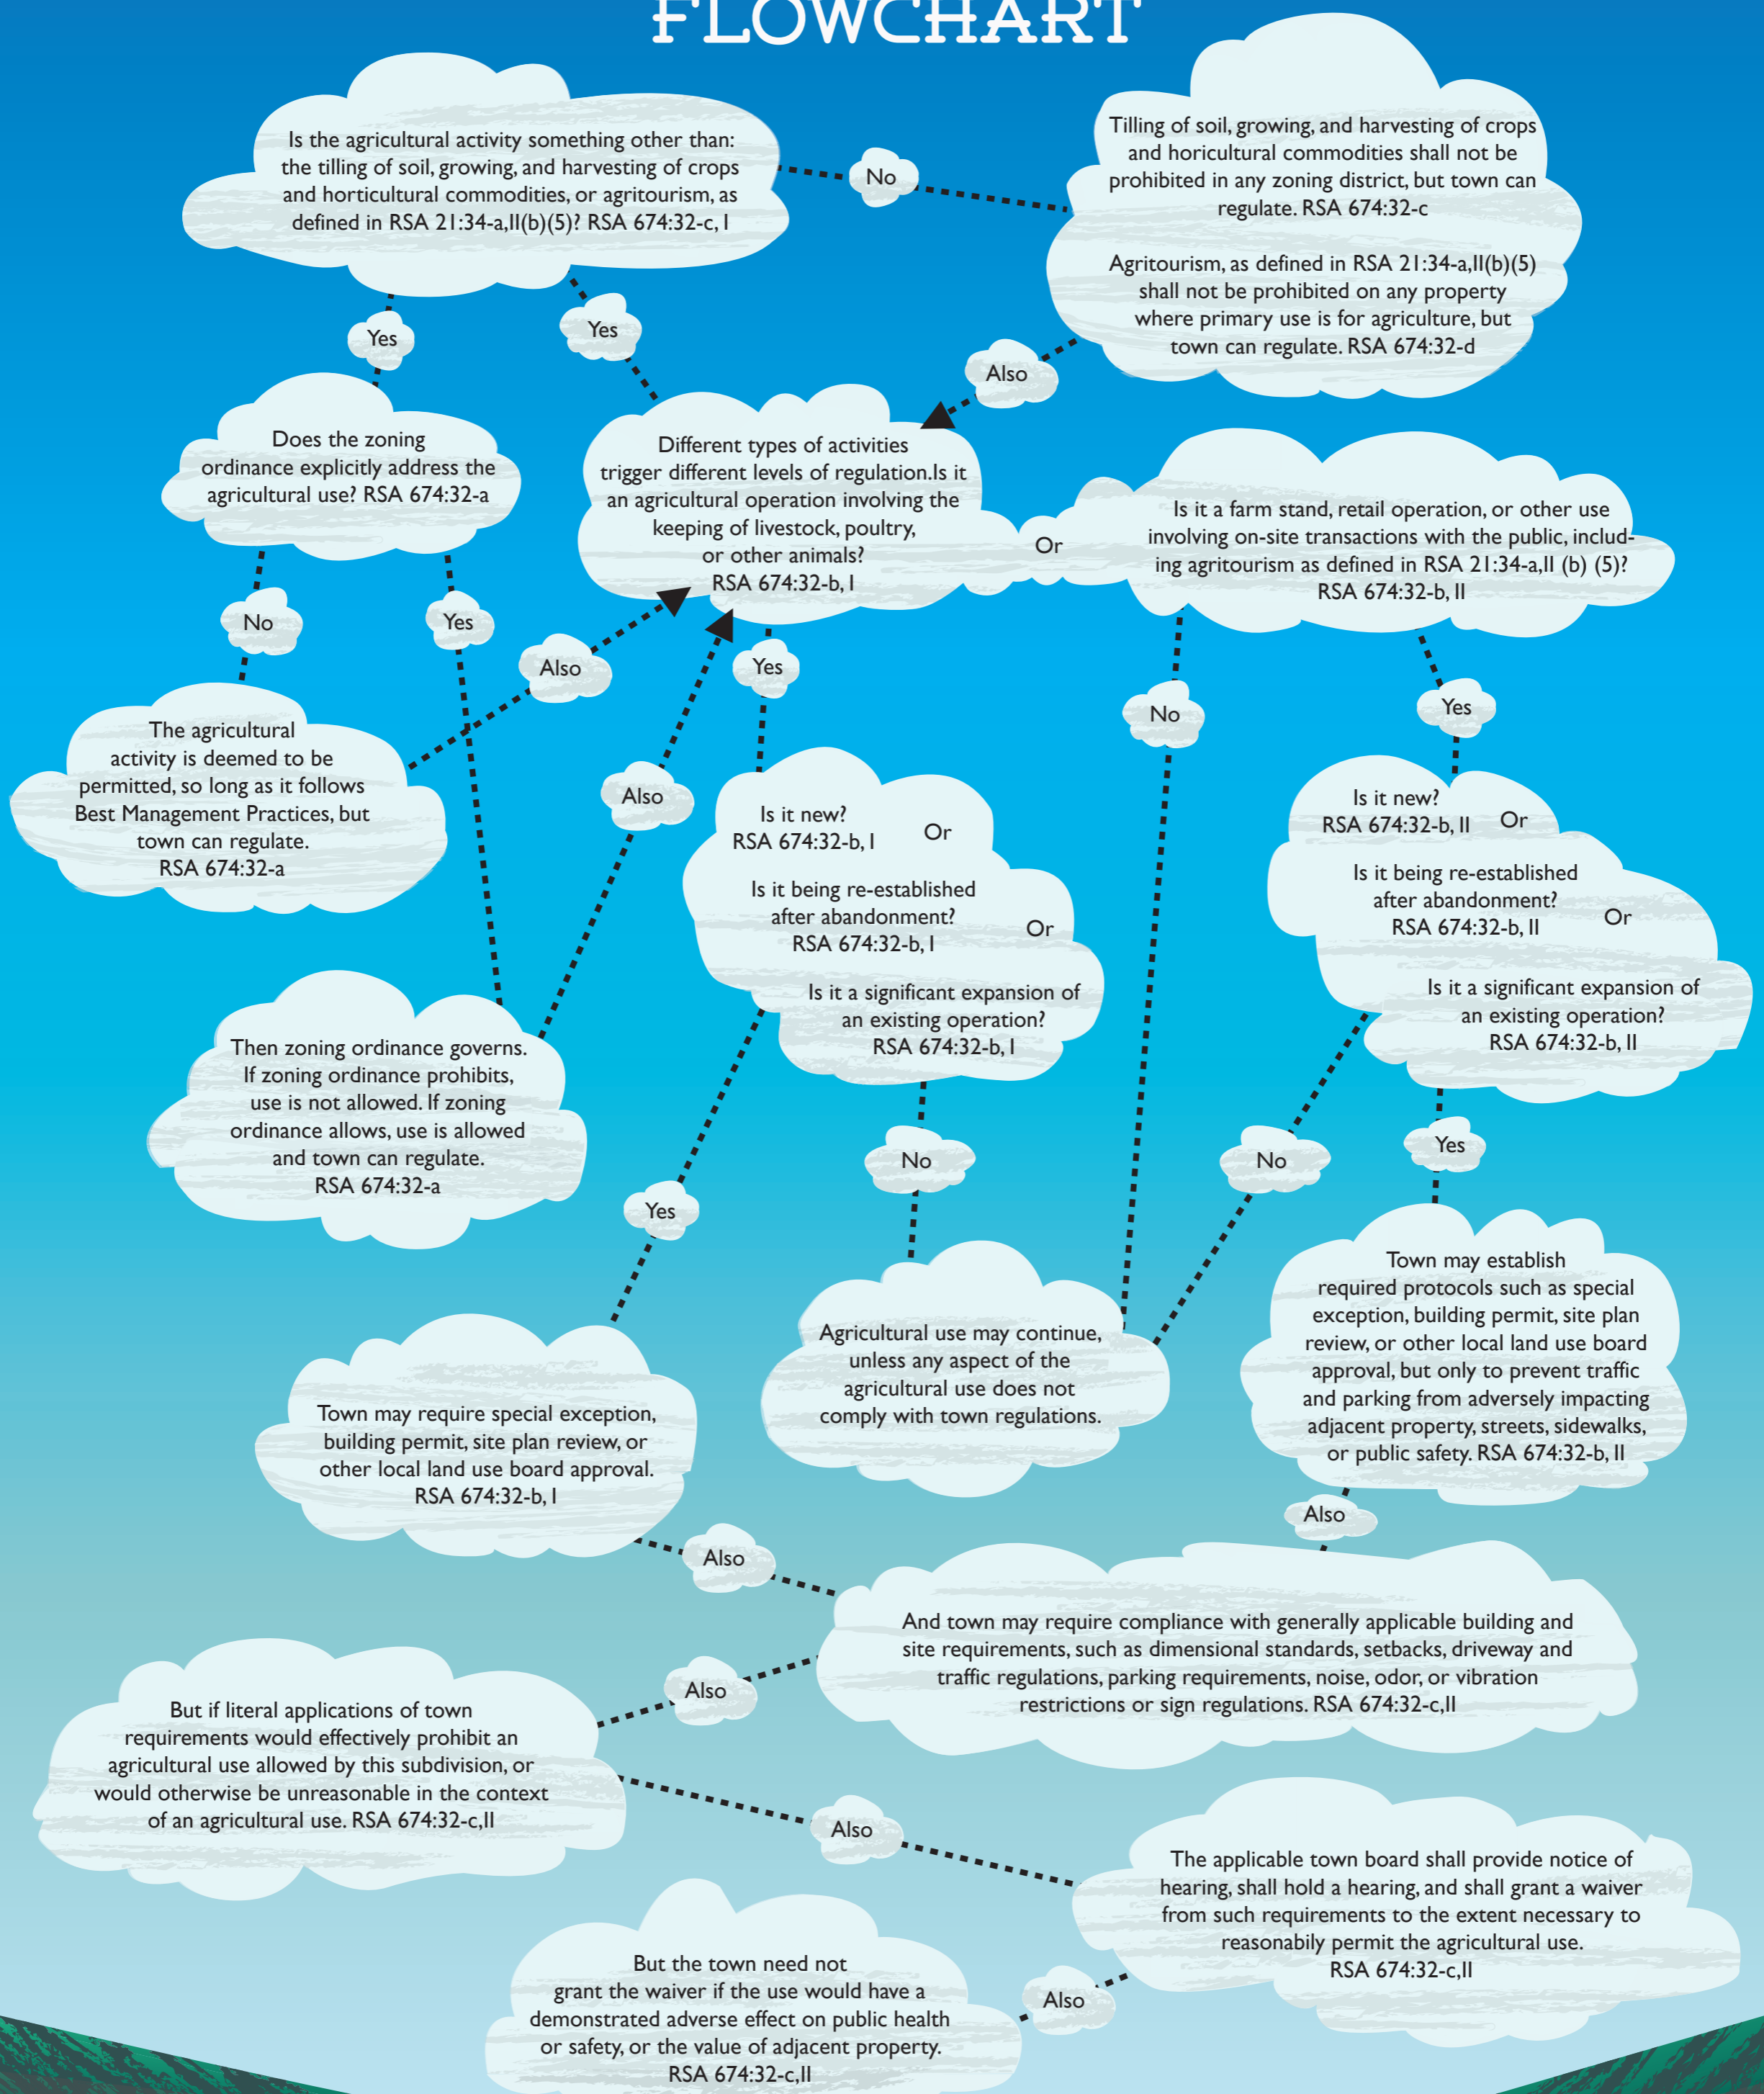 FLOWCHART
Is the agricultural activity something other than:
the tilling of soil, growing, and harvesting of crops
and horticultural commodities, or agritourism, as
defined in RSA 21:34-a,II(b)(5)? RSA 674:32-c, I
No
Tilling of soil, growing, and harvesting of crops
and horicultural commodities shall not be
prohibited in any zoning district, but town can
regulate. RSA 674:32-c
Agritourism, as defined in RSA 21:34-a,II(b)(5)
shall not be prohibited on any property
where primary use is for agriculture, but
town can regulate. RSA 674:32-d
Yes
Yes
Also
Does the zoning
ordinance explicitly address the
agricultural use? RSA 674:32-a
Different types of activities
trigger different levels of regulation.Is it
an agricultural operation involving the
keeping of livestock, poultry,
or other animals?
RSA 674:32-b, I
Or
Is it a farm stand, retail operation, or other use
involving on-site transactions with the public, includ-
ing agritourism as defined in RSA 21:34-a,II (b) (5)?
RSA 674:32-b, II
No
Yes
Also
Yes
No
Yes
The agricultural
activity is deemed to be
permitted, so long as it follows
Best Management Practices, but
town can regulate.
RSA 674:32-a
Also
Is it new?
RSA 674:32-b, I
Or
Is it being re-established
after abandonment?
RSA 674:32-b, I
Or
Is it a significant expansion of
an existing operation?
RSA 674:32-b, I
Is it new?
RSA 674:32-b, II
Or
Is it being re-established
after abandonment?
RSA 674:32-b, II
Or
Is it a significant expansion of
an existing operation?
RSA 674:32-b, II
Then zoning ordinance governs.
If zoning ordinance prohibits,
use is not allowed. If zoning
ordinance allows, use is allowed
and town can regulate.
RSA 674:32-a
Yes
No
No
Yes
Town may require special exception,
building permit, site plan review, or
other local land use board approval.
RSA 674:32-b, I
Agricultural use may continue,
unless any aspect of the
agricultural use does not
comply with town regulations.
Town may establish
required protocols such as special
exception, building permit, site plan
review, or other local land use board
approval, but only to prevent traffic
and parking from adversely impacting
adjacent property, streets, sidewalks,
or public safety. RSA 674:32-b, II
Also
Also
And town may require compliance with generally applicable building and
site requirements, such as dimensional standards, setbacks, driveway and
traffic regulations, parking requirements, noise, odor, or vibration
restrictions or sign regulations. RSA 674:32-c,II
Also
But if literal applications of town
requirements would effectively prohibit an
agricultural use allowed by this subdivision, or
would otherwise be unreasonable in the context
of an agricultural use. RSA 674:32-c,II
Also
The applicable town board shall provide notice of
hearing, shall hold a hearing, and shall grant a waiver
from such requirements to the extent necessary to
reasonabily permit the agricultural use.
RSA 674:32-c,II
Also
But the town need not
grant the waiver if the use would have a
demonstrated adverse effect on public health
or safety, or the value of adjacent property.
RSA 674:32-c,II